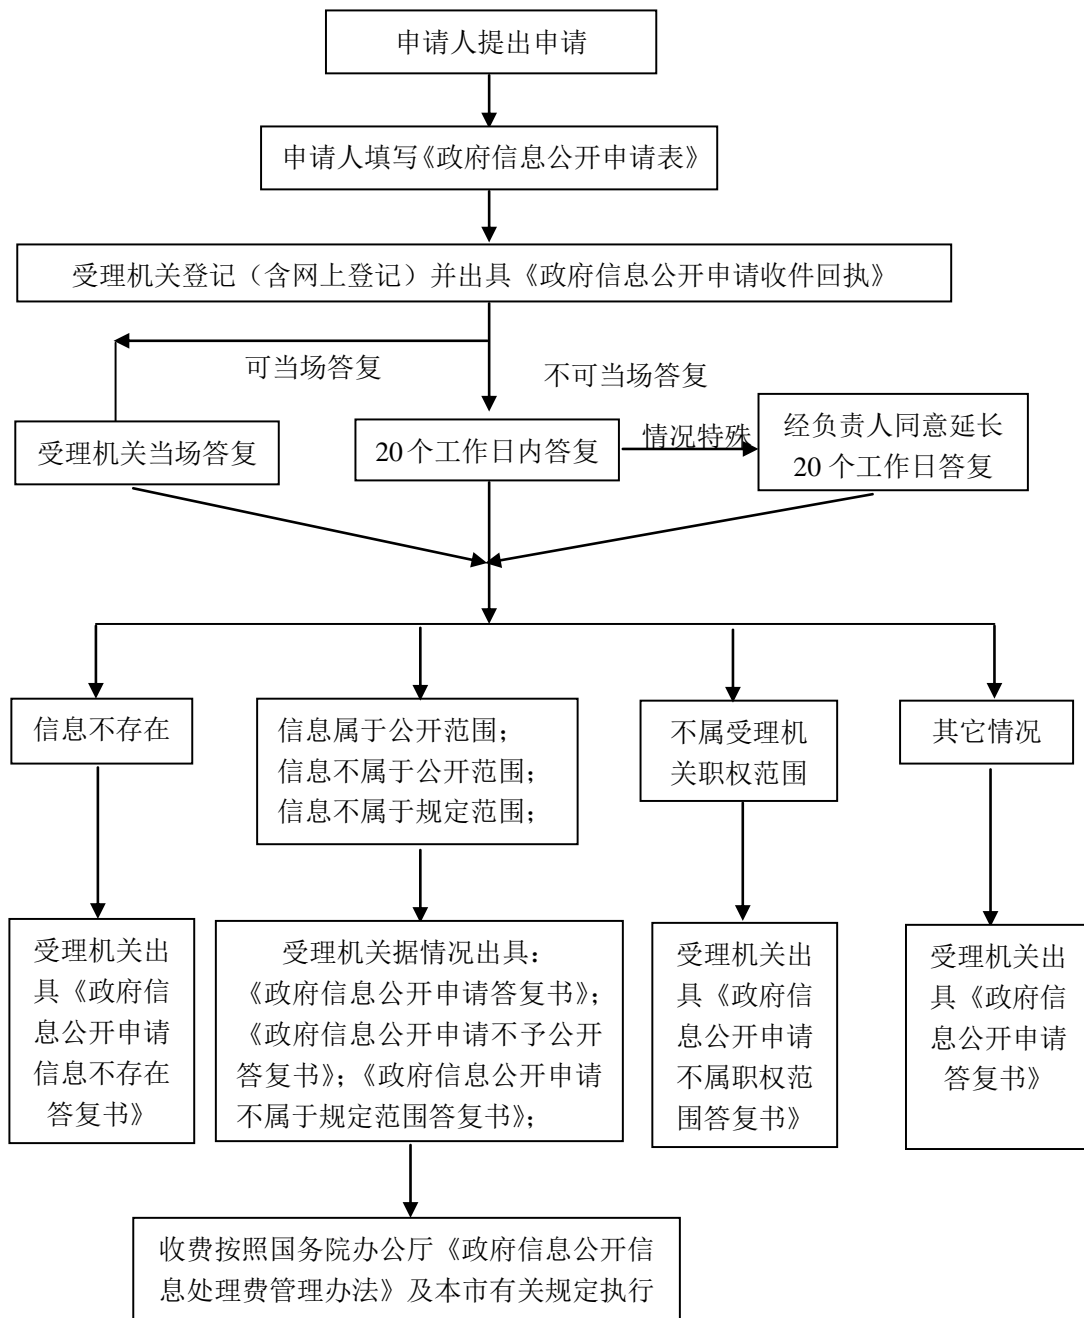 申请人提出申请
申请人填写《政府信息公开申请表》
受理机关登记（含网上登记）并出具《政府信息公开申请收件回执》
可当场答复
不可当场答复
受理机关当场答复
20个工作日内答复
情况特殊
经负责人同意延长
20个工作日答复
信息不存在
信息属于公开范围；
信息不属于公开范围；
信息不属于规定范围；
不属受理机
关职权范围
其它情况
受理机关出
具《政府信
息公开申请
信息不存在
答复书》
受理机关据情况出具：
《政府信息公开申请答复书》；
《政府信息公开申请不予公开
答复书》；《政府信息公开申请
不属于规定范围答复书》；
受理机关出
具《政府信
息公开申请
不属职权范
围答复书》
受理机关出
具《政府信
息公开申请
答复书》
收费按照国务院办公厅《政府信息公开信
息处理费管理办法》及本市有关规定执行